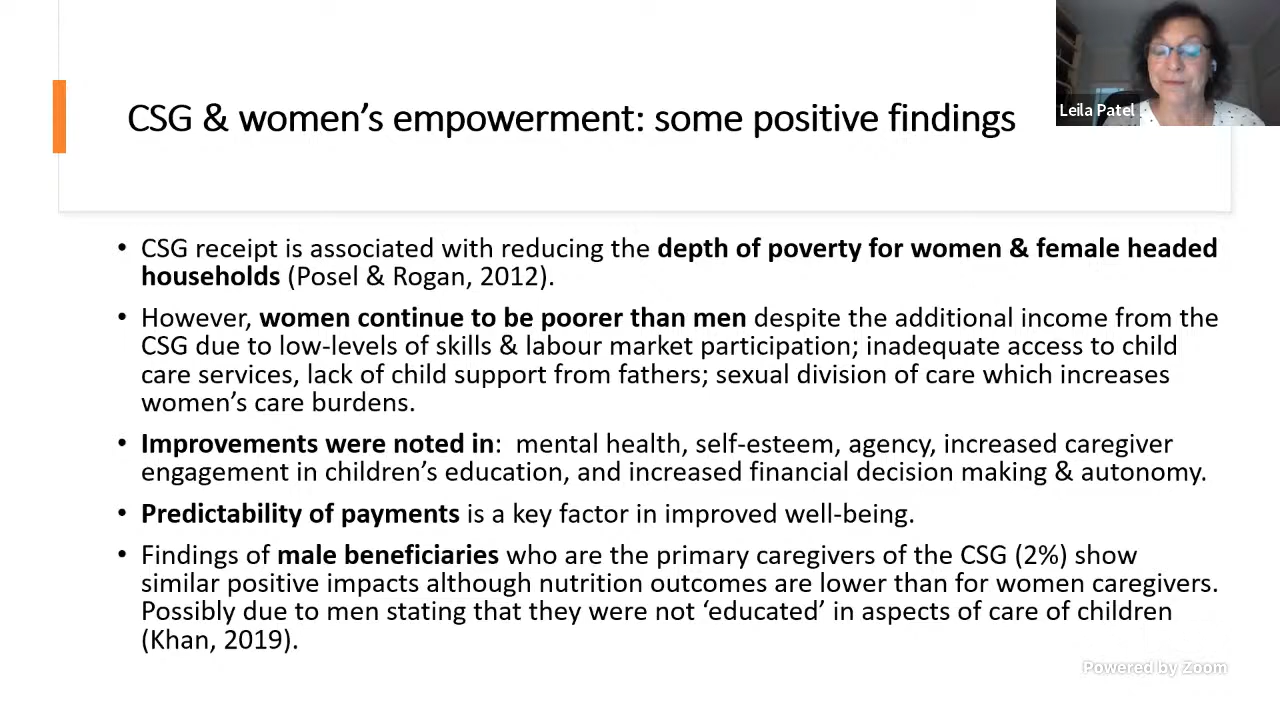 CSG & women’s empowerment: some positive findings
Leila Patel
• CSG receipt is associated with reducing the depth of poverty for women & female headed
households (Posel & Rogan, 2012).
• However, women continue to be poorer than men despite the additional income from the
CSG due to low-levels of skills & labour market participation; inadequate access to child
care services, lack of child support from fathers; sexual division of care which increases
women’s care burdens.
• Improvements were noted in:  mental health, self-esteem, agency, increased caregiver
engagement in children’s education, and increased financial decision making & autonomy.
• Predictability of payments is a key factor in improved well-being.
• Findings of male beneficiaries who are the primary caregivers of the CSG (2%) show
similar positive impacts although nutrition outcomes are lower than for women caregivers.
Possibly due to men stating that they were not ‘educated’ in aspects of care of children
(Khan, 2019).
Powered by Zoom